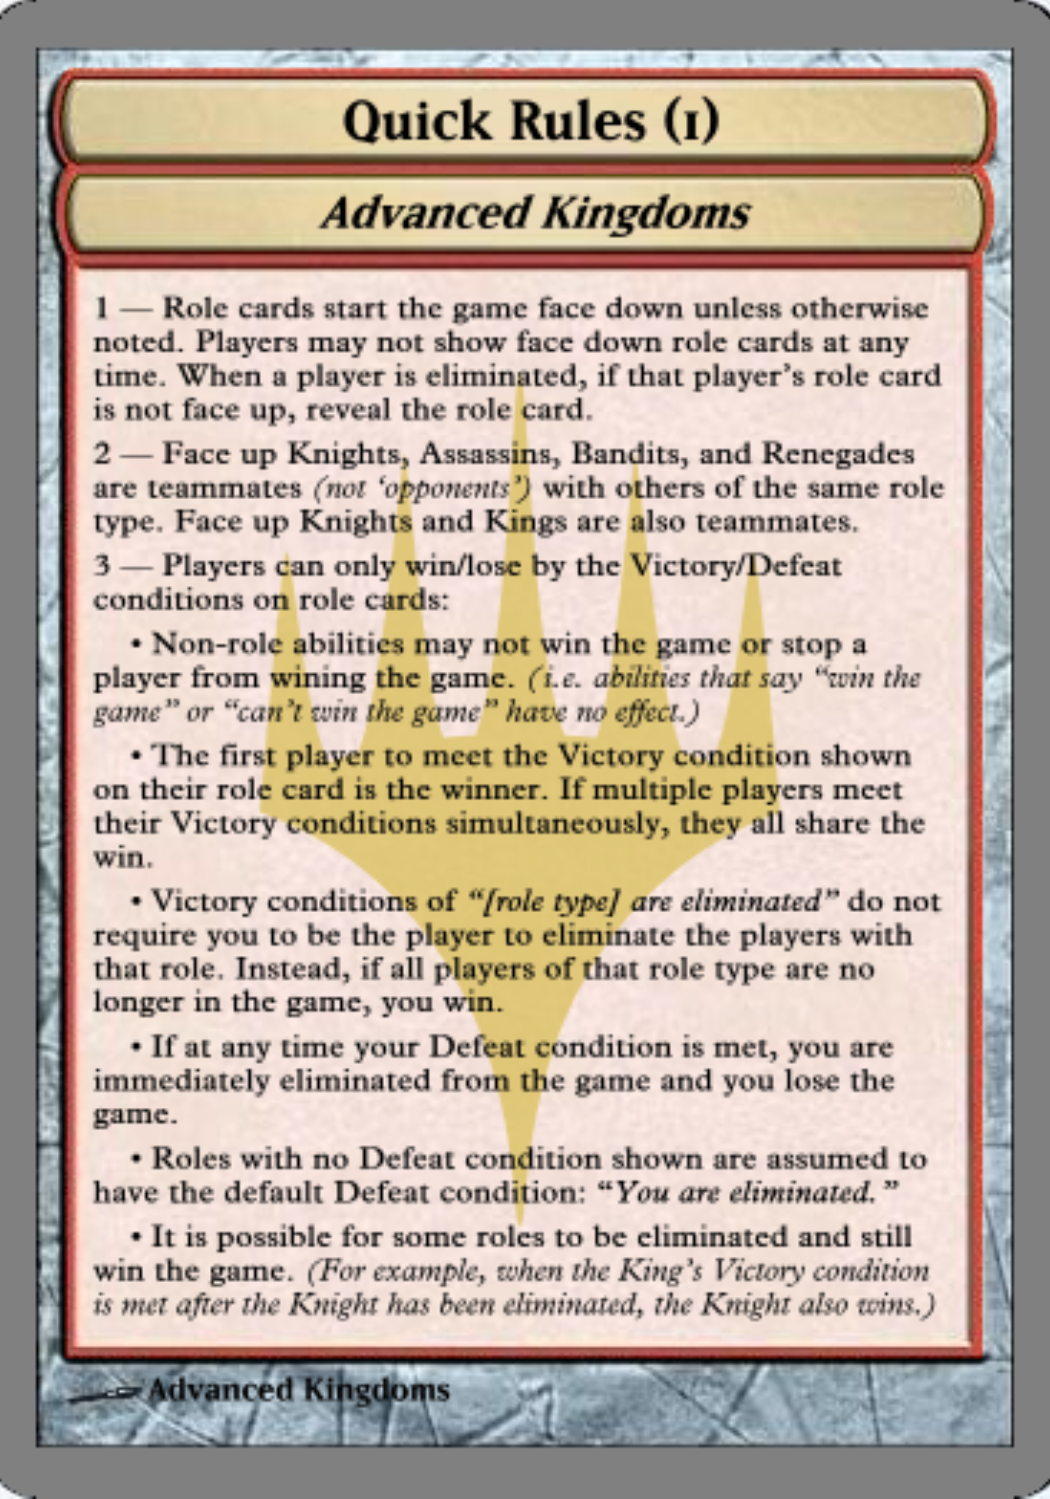 Quick Rules (1)
Advanced Kingdoms
1 — Role cards start the game face down unless otherwise
noted. Players may not show face down role cards at any
time. When a player is eliminated, if that player's role card
is not face up, reveal the role card.
2 — Face up Knights, Assassins, Bandits, and Renegades
are teammates (not 'opponents') with others of the same role
type. Face up Knights and Kings are also teammates.
3 — Players can only win/lose by the Victory/Defeat
conditions on role cards:
• Non-role abilities may not win the game or stop a
player from wining the game. (i.e. abilities that say "win the
game" or "can't win the game" have no effect.)
• The first player to meet the Victory condition shown
on their role card is the winner. If multiple players meet
their Victory conditions simultaneously, they all share the
win.
• Victory conditions of "[role type] are eliminated" do not
require you to be the player to eliminate the players with
that role. Instead, if all players of that role type are no
longer in the game, you win.
• If at any time your Defeat condition is met, you are
immediately eliminated from the game and you lose the
game.
• Roles with no Defeat condition shown are assumed to
have the default Defeat condition: "You are eliminated."
• It is possible for some roles to be eliminated and still
win the game. (For example, when the King's Victory condition
is met after the Knight has been eliminated, the Knight also wins.)
Advanced Kingdoms